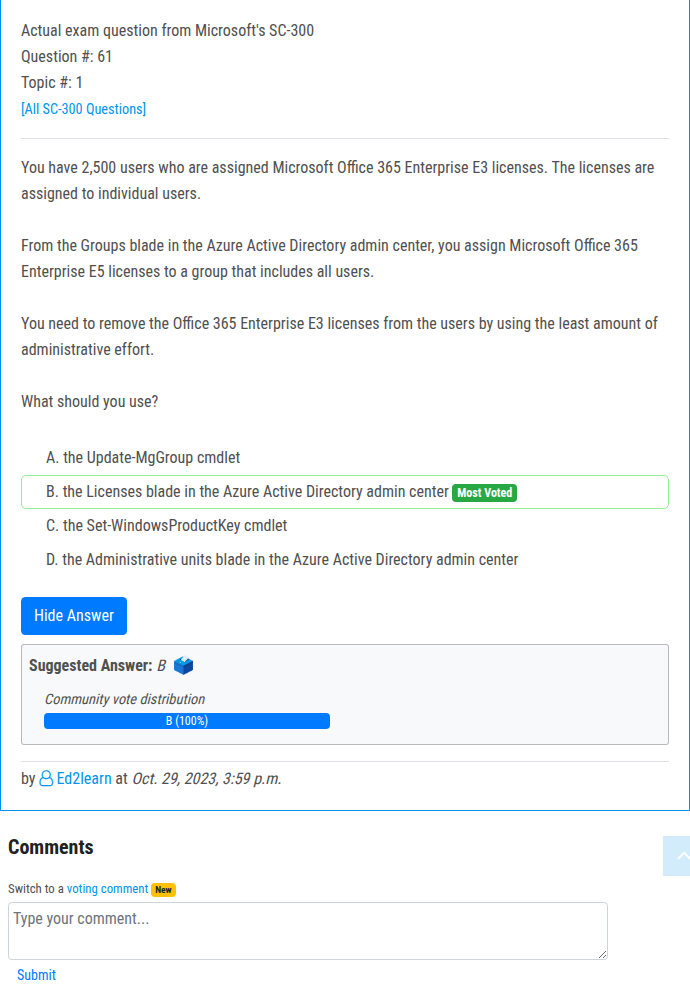 Actual exam question from Microsoft's SC-300
Question #: 61
Topic #: 1
[All SC-300 Questions]
You have 2,500 users who are assigned Microsoft Office 365 Enterprise E3 licenses. The licenses are
assigned to individual users.
From the Groups blade in the Azure Active Directory admin center, you assign Microsoft Office 365
Enterprise E5 licenses to a group that includes all users.
You need to remove the Office 365 Enterprise E3 licenses from the users by using the least amount of
administrative effort.
What should you use?
A. the Update-MgGroup cmdlet
B. the Licenses blade in the Azure Active Directory admin center Most Voted
C. the Set-WindowsProductKey cmdlet
D. the Administrative units blade in the Azure Active Directory admin center
Hide Answer
Suggested Answer: B
Community vote distribution
B (100%)
by Ed2learn at Oct. 29, 2023, 3:59 p.m.
Comments
Switch to a voting comment New
Type your comment...
Submit